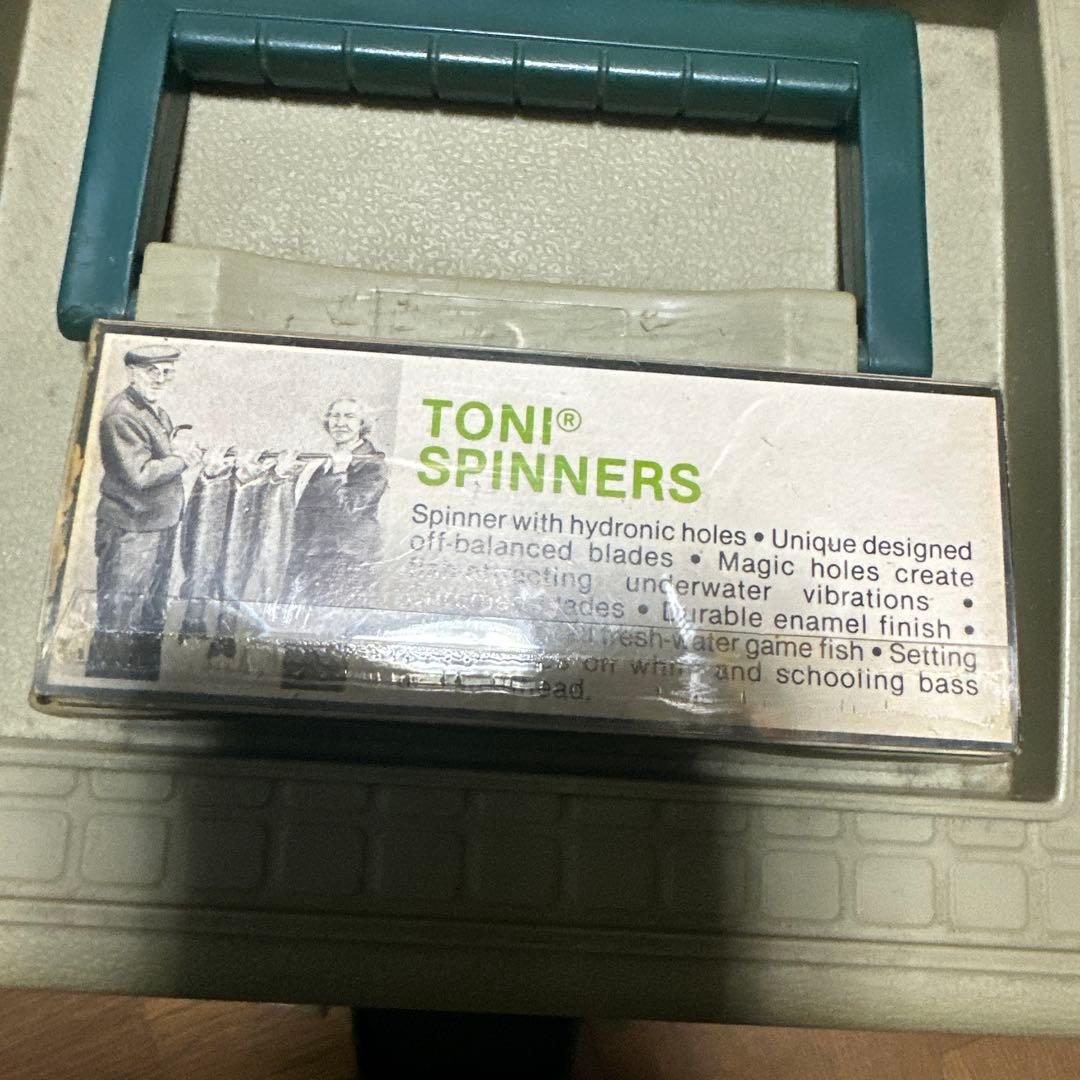 TONI®
SPINNERS
Spinner with hydronic holes • Unique designed
off-balanced blades • Magic holes create
underwater vibrations •
• Durable enamel finish •
fresh-water game fish • Setting
off and schooling bass